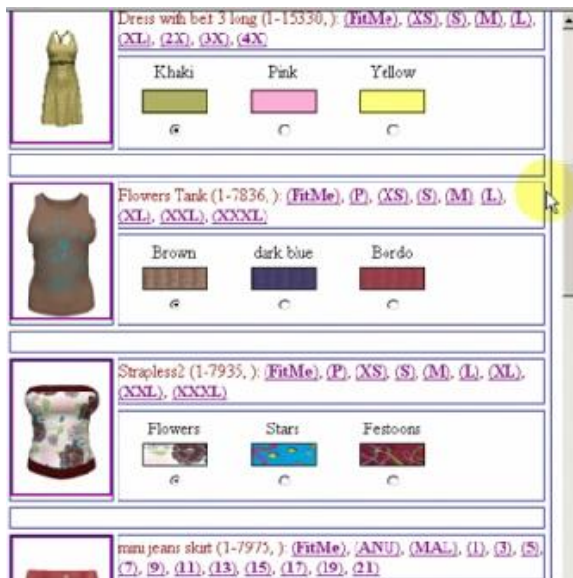 Dress with belt 3 long (1-15330, ): (FitMe), (XS), (S), (M), (L),
(XL), (2X), (3X), (4X)
Khaki Pink Yellow
Flowers Tank (1-7836, ): (FitMe), (P), (XS), (S), (M) (L),
(XL), (XXL), (XXXL)
Brown dark blue Bordo
Strapless2 (1-7935, ): (FitMe), (P), (XS), (S), (M), (L), (XL),
(XXL), (XXXL)
Flowers Stars Festoons
mini jeans skirt (1-7975, ): (FitMe), (ANU), (MAL), (1), (3), (5),
(7), (9), (11), (13), (15), (17), (19), (21)